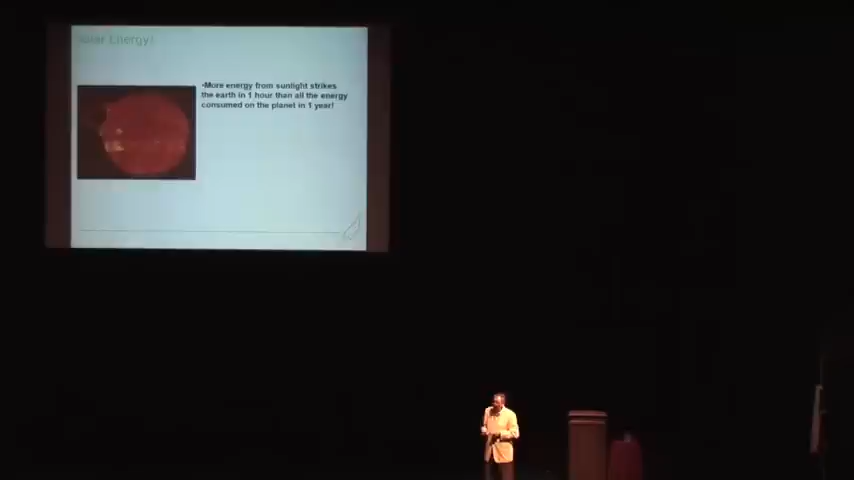 Solar Energy!
•More energy from sunlight strikes
the earth in 1 hour than all the energy
consumed on the planet in 1 year!